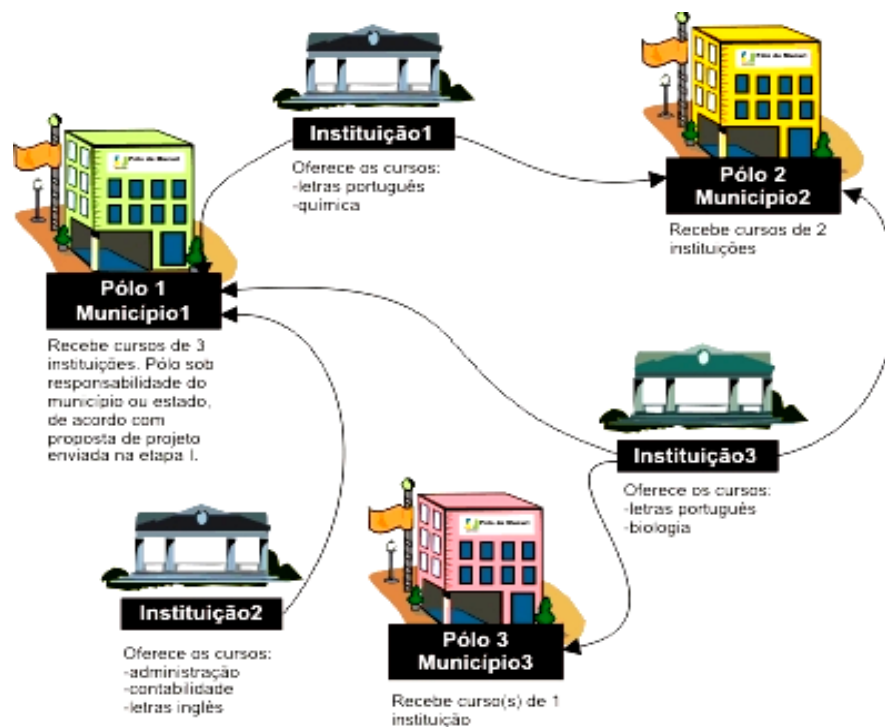 Instituição1
Oferece os cursos:
-letras português
-química
Pólo 2
Município2
Recebe cursos de 2
instituições
Pólo 1
Município1
Recebe cursos de 3
instituições. Pólo sob
responsabilidade do
município ou estado,
de acordo com
proposta de projeto
enviada na etapa I.
Instituição3
Oferece os cursos:
-letras português
-biologia
Instituição2
Oferece os cursos:
-administração
-contabilidade
-letras inglês
Pólo 3
Município3
Recebe curso(s) de 1
instituição